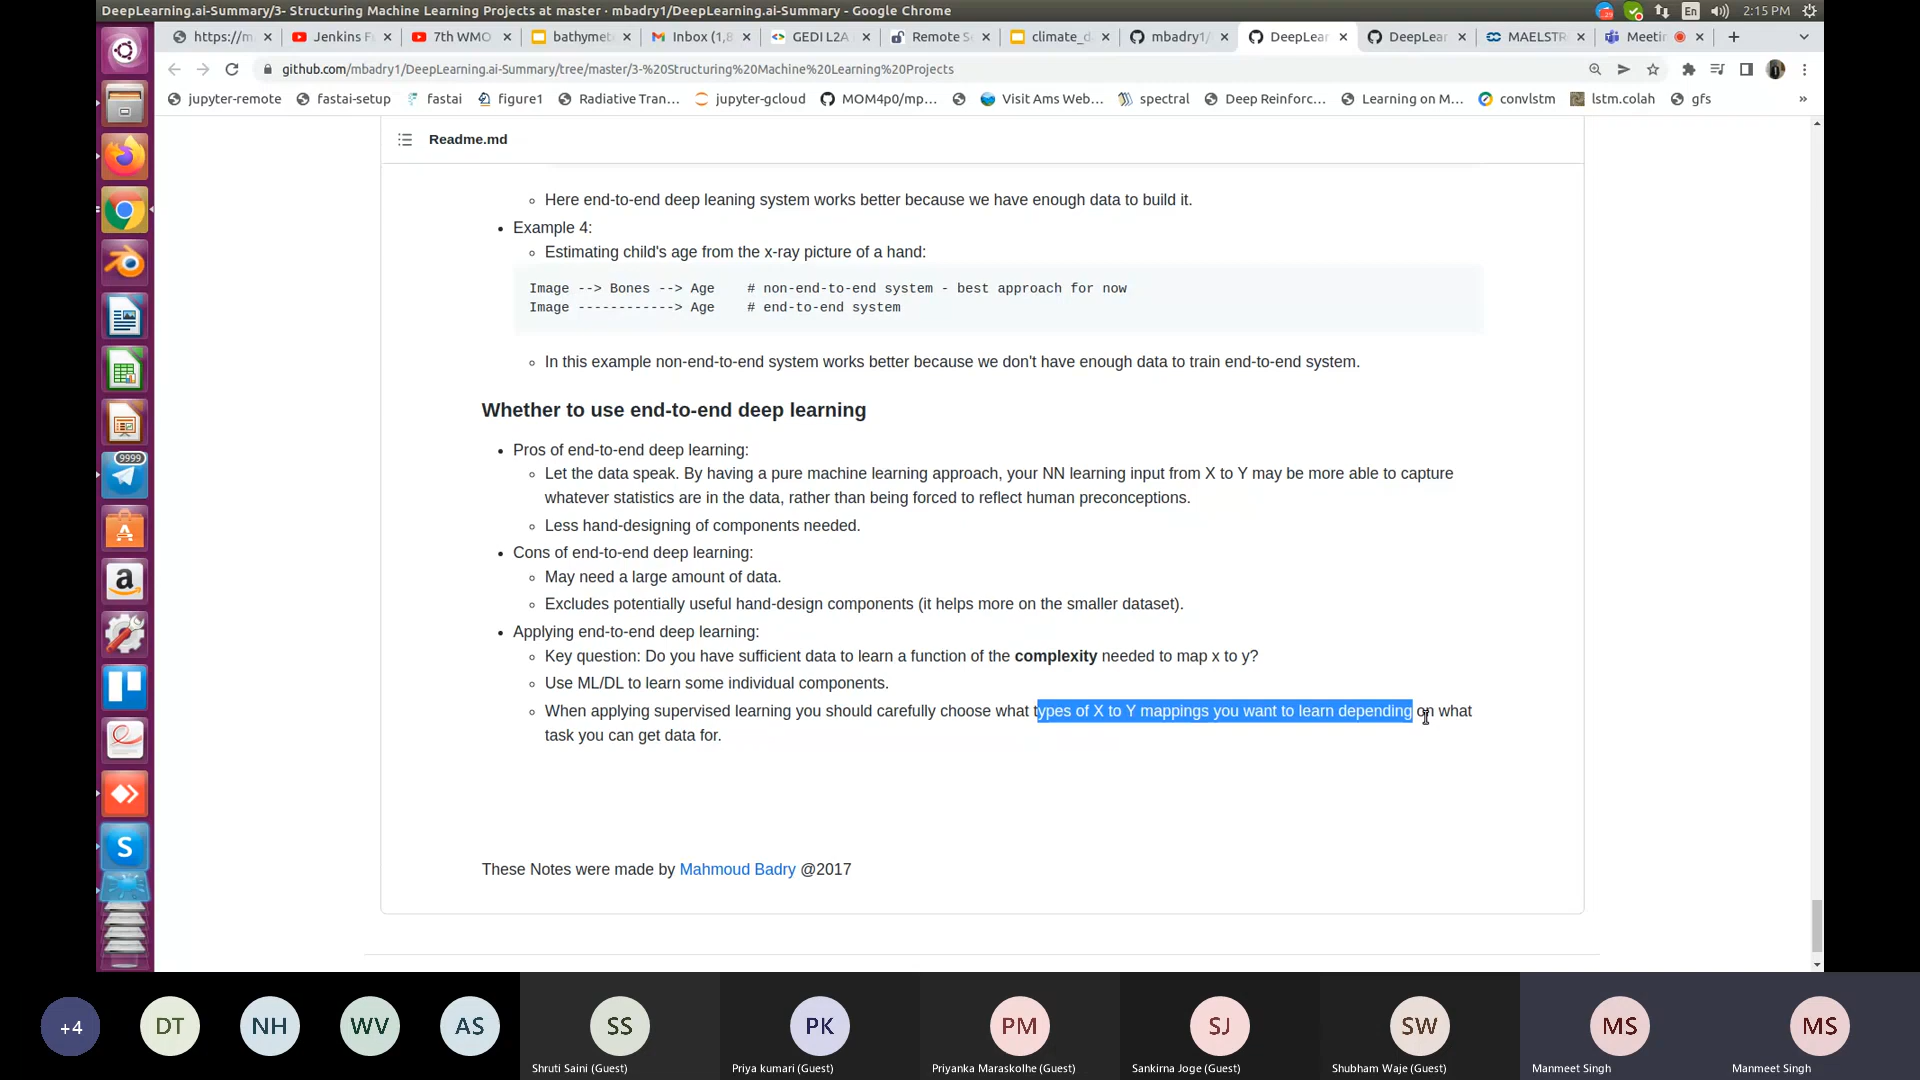 DeepLearning.ai-Summary/3- Structuring Machine Learning Projects at master · mbadry1/DeepLearning.ai-Summary - Google Chrome
En
2:15 PM
https://m
Jenkins F
7th WMO
bathymet
Inbox (1,8
GEDI L2A
Remote S
climate_d
mbadry1/
DeepLear
DeepLear
MAELSTR
Meetin
github.com/mbadry1/DeepLearning.ai-Summary/tree/master/3-%20Structuring%20Machine%20Learning%20Projects
jupyter-remote
fastai-setup
fastai
figure1
Radiative Tran...
jupyter-gcloud
MOM4p0/mp...
Visit Ams Web...
spectral
Deep Reinforc...
Learning on M...
convlstm
lstm.colah
gfs
»
Readme.md
Here end-to-end deep leaning system works better because we have enough data to build it.
Example 4:
Estimating child's age from the x-ray picture of a hand:
Image --> Bones --> Age # non-end-to-end system - best approach for now
Image ------------> Age # end-to-end system
In this example non-end-to-end system works better because we don't have enough data to train end-to-end system.
Whether to use end-to-end deep learning
Pros of end-to-end deep learning:
Let the data speak. By having a pure machine learning approach, your NN learning input from X to Y may be more able to capture
whatever statistics are in the data, rather than being forced to reflect human preconceptions.
Less hand-designing of components needed.
Cons of end-to-end deep learning:
May need a large amount of data.
Excludes potentially useful hand-design components (it helps more on the smaller dataset).
Applying end-to-end deep learning:
Key question: Do you have sufficient data to learn a function of the complexity needed to map x to y?
Use ML/DL to learn some individual components.
When applying supervised learning you should carefully choose what types of X to Y mappings you want to learn depending on what
task you can get data for.
These Notes were made by Mahmoud Badry @2017
9999
+4
DT
NH
WV
AS
SS
Shruti Saini (Guest)
PK
Priya kumari (Guest)
PM
Priyanka Maraskolhe (Guest)
SJ
Sankirna Joge (Guest)
SW
Shubham Waje (Guest)
MS
Manmeet Singh
MS
Manmeet Singh